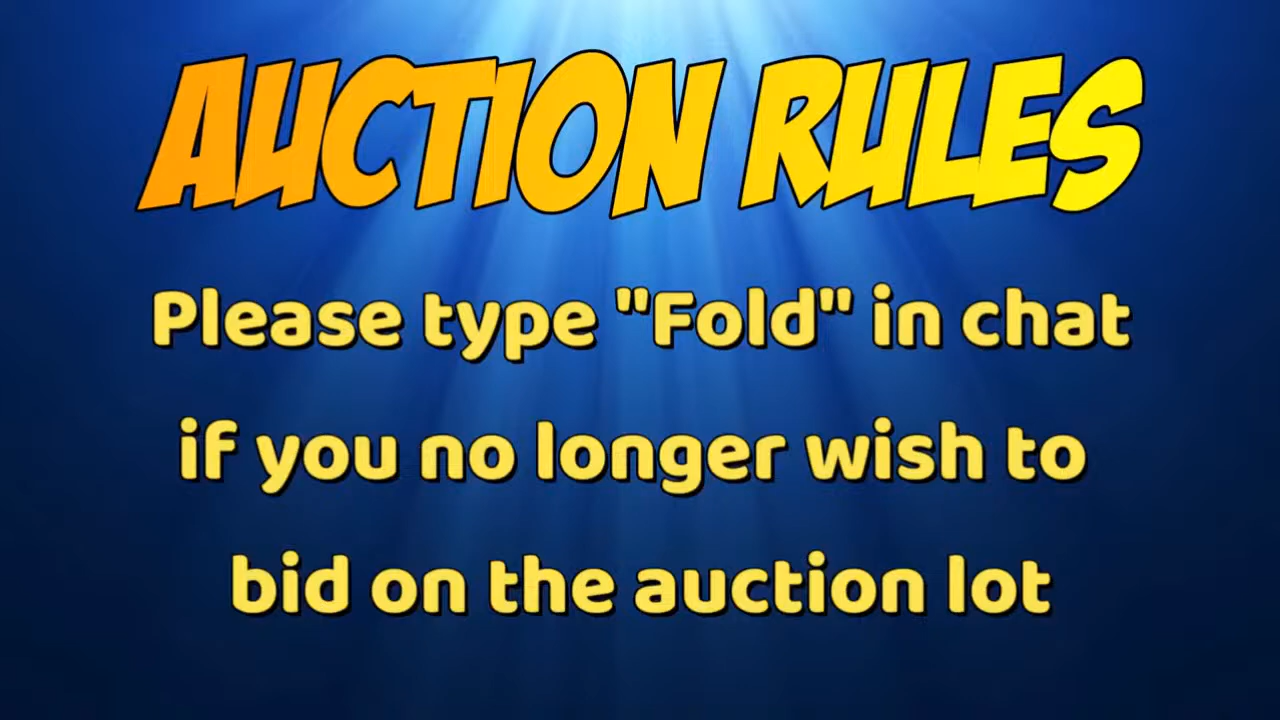 AUCTION RULES
Please type "Fold" in chat
if you no longer wish to
bid on the auction lot